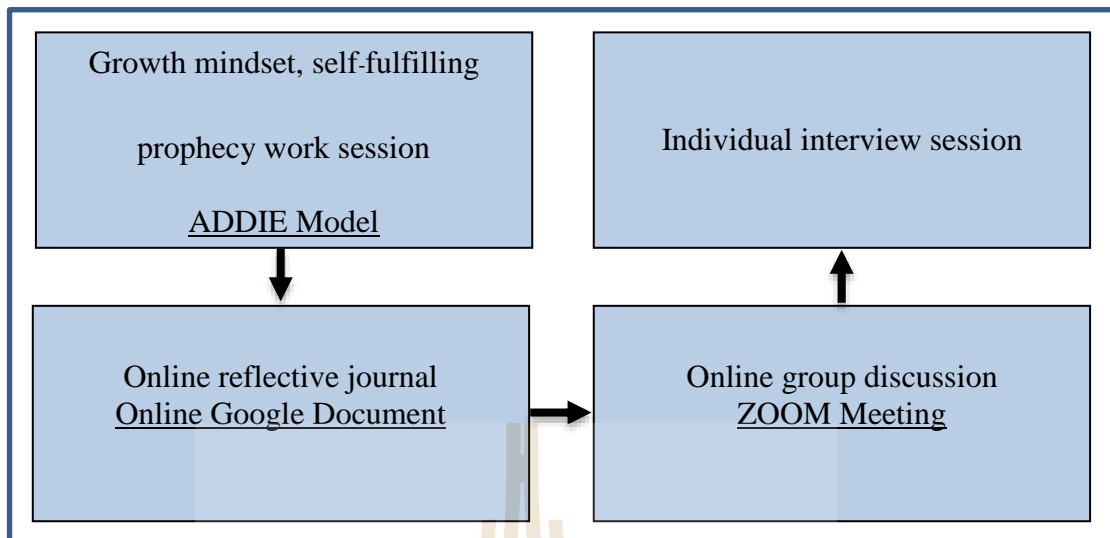 Growth mindset, self-fulfilling
prophecy work session
ADDIE Model
Individual interview session
Online reflective journal
Online Google Document
Online group discussion
ZOOM Meeting